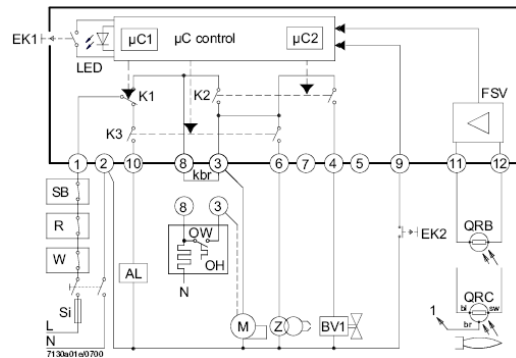 µC1
µC control
µC2
EK1
LED
FSV
K1
K2
K3
1
2
10
8
3
6
7
4
5
9
11
12
kbr
SB
R
W
Si
L
N
7130a01e/0700
AL
8
3
OW
OH
N
M
Z
BV1
EK2
QRB
QRC
bl
sw
br
1